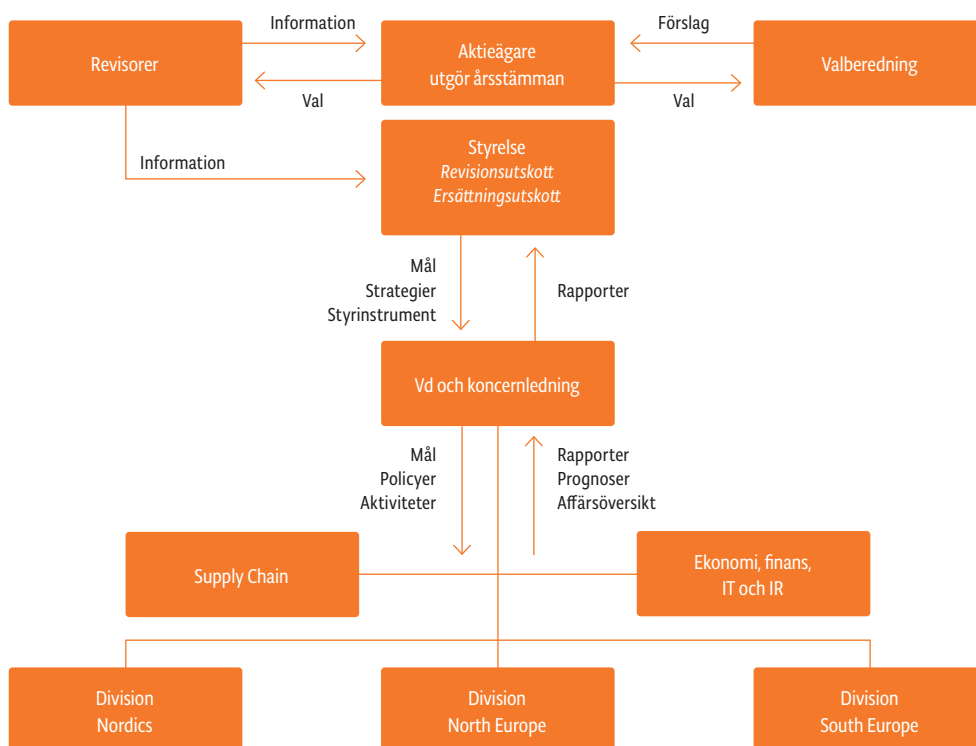 Information
Förslag
Revisorer
Aktieägare
utgör årsstämman
Valberedning
Val
Val
Information
Styrelse
Revisionsutskott
Ersättningsutskott
Mål
Strategier
Styrinstrument
Rapporter
Vd och koncernledning
Mål
Policyer
Aktiviteter
Rapporter
Prognoser
Affärsöversikt
Supply Chain
Ekonomi, finans,
IT och IR
Division
Nordics
Division
North Europe
Division
South Europe